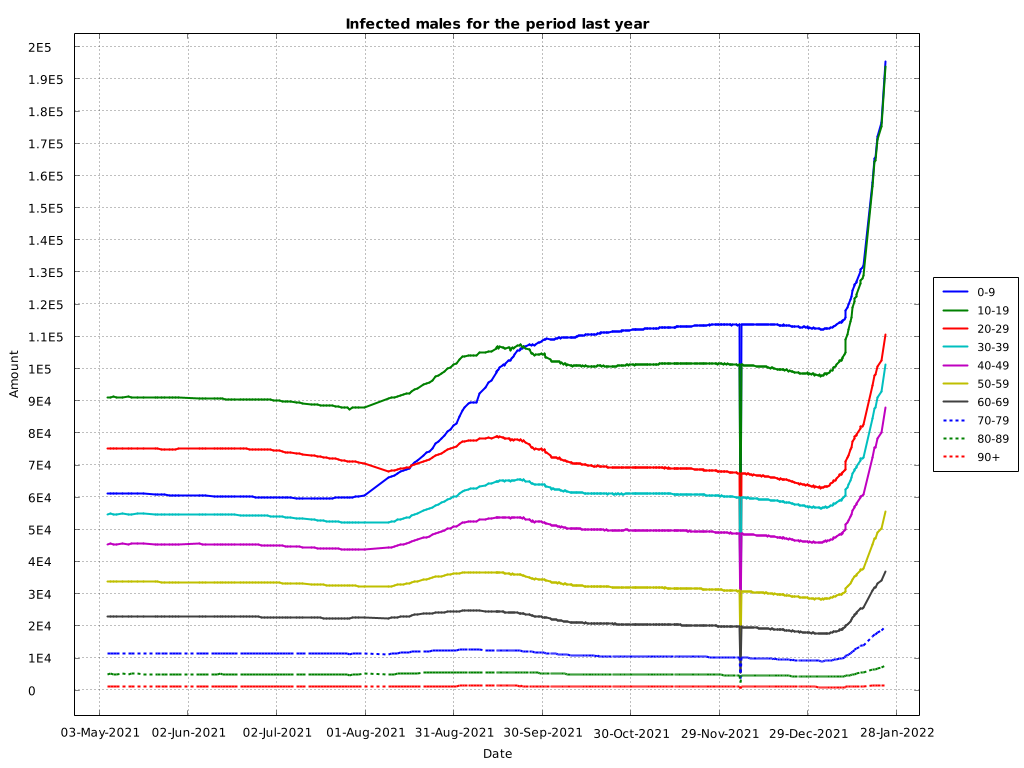 Infected males for the period last year
2E5
1.9E5
1.8E5
1.7E5
1.6E5
1.5E5
1.4E5
1.3E5
1.2E5
1.1E5
1E5
9E4
8E4
7E4
6E4
5E4
4E4
3E4
2E4
1E4
0
Amount
03-May-2021 02-Jun-2021 02-Jul-2021 01-Aug-2021 31-Aug-2021 30-Sep-2021 30-Oct-2021 29-Nov-2021 29-Dec-2021 28-Jan-2022
Date
0-9
10-19
20-29
30-39
40-49
50-59
60-69
70-79
80-89
90+